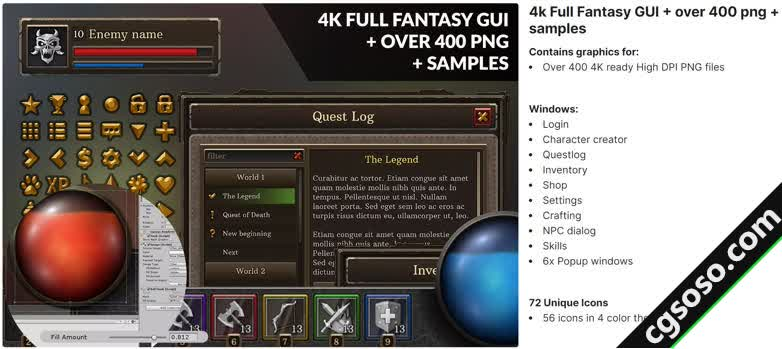 10 Enemy name
4K FULL FANTASY GUI
+ OVER 400 PNG
+ SAMPLES
XP
Quest Log
filter
World 1
The Legend
Quest of Death
New beginning
Next
World 2
The Legend
Curabitur ac tortor. Etiam congue sit amet
quam molestie mollis nibh quis ante. In
tempus. Pellentesque ut nisl. Nullam
laoreet porta. Sed eget sem leo ac eros ac
turpis risus dictum eu, ullamcorper ut, leo.
Etiam congue sit amet quam molestie
mollis nibh quis ante.
Inve
13
13
13
13
13
6
7
8
9
Fill Amount
0.812
4k Full Fantasy GUI + over 400 png +
samples
Contains graphics for:
• Over 400 4K ready High DPI PNG files
Windows:
• Login
• Character creator
• Questlog
• Inventory
• Shop
• Settings
• Crafting
• NPC dialog
• Skills
• 6x Popup windows
72 Unique Icons
• 56 icons in 4 color the
cgsoso.com